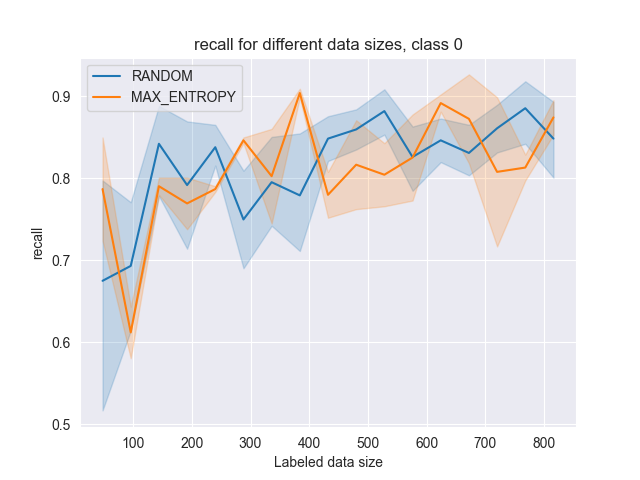 recall for different data sizes, class 0
RANDOM
MAX_ENTROPY
0.9
0.8
0.7
0.6
0.5
recall
100 200 300 400 500 600 700 800
Labeled data size